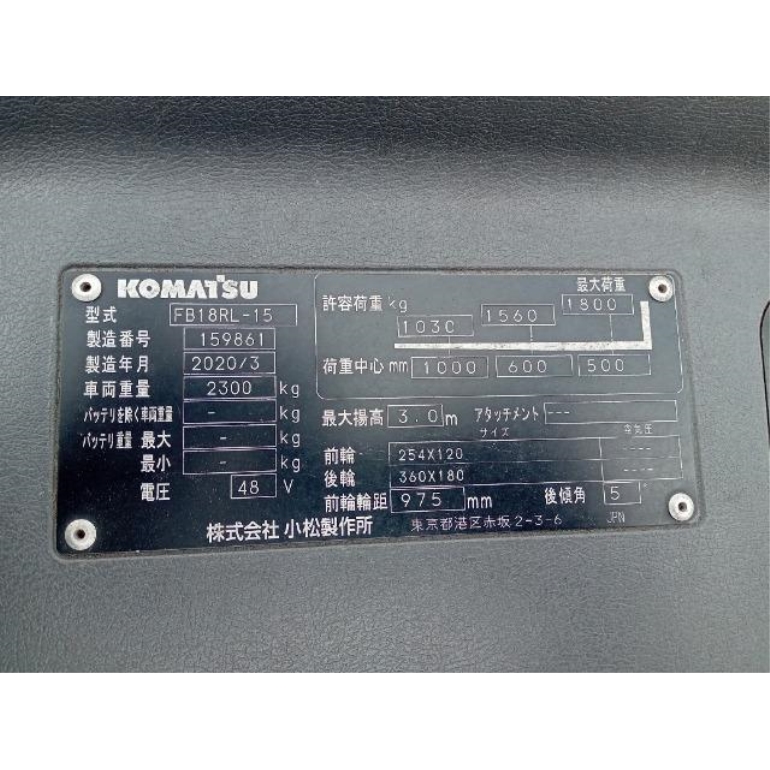 KOMATSU
型式 FB18RL-15
製造番号 159861
製造年月 2020/3
車両重量 2300 kg
バッテリを除く車両重量 - kg
バッテリ重量 最大 - kg
最小 - kg
電圧 48 V
最大荷重
許容荷重 kg 1030 1560 1800
荷重中心 mm 1000 600 500
最大揚高 3.0 m アタッチメント ---
サイズ 空気圧
前輪 254X120 ----
後輪 360X180 ----
前輪輪距 975 mm 後傾角 5°
株式会社 小松製作所 東京都港区赤坂 2-3-6 JPN